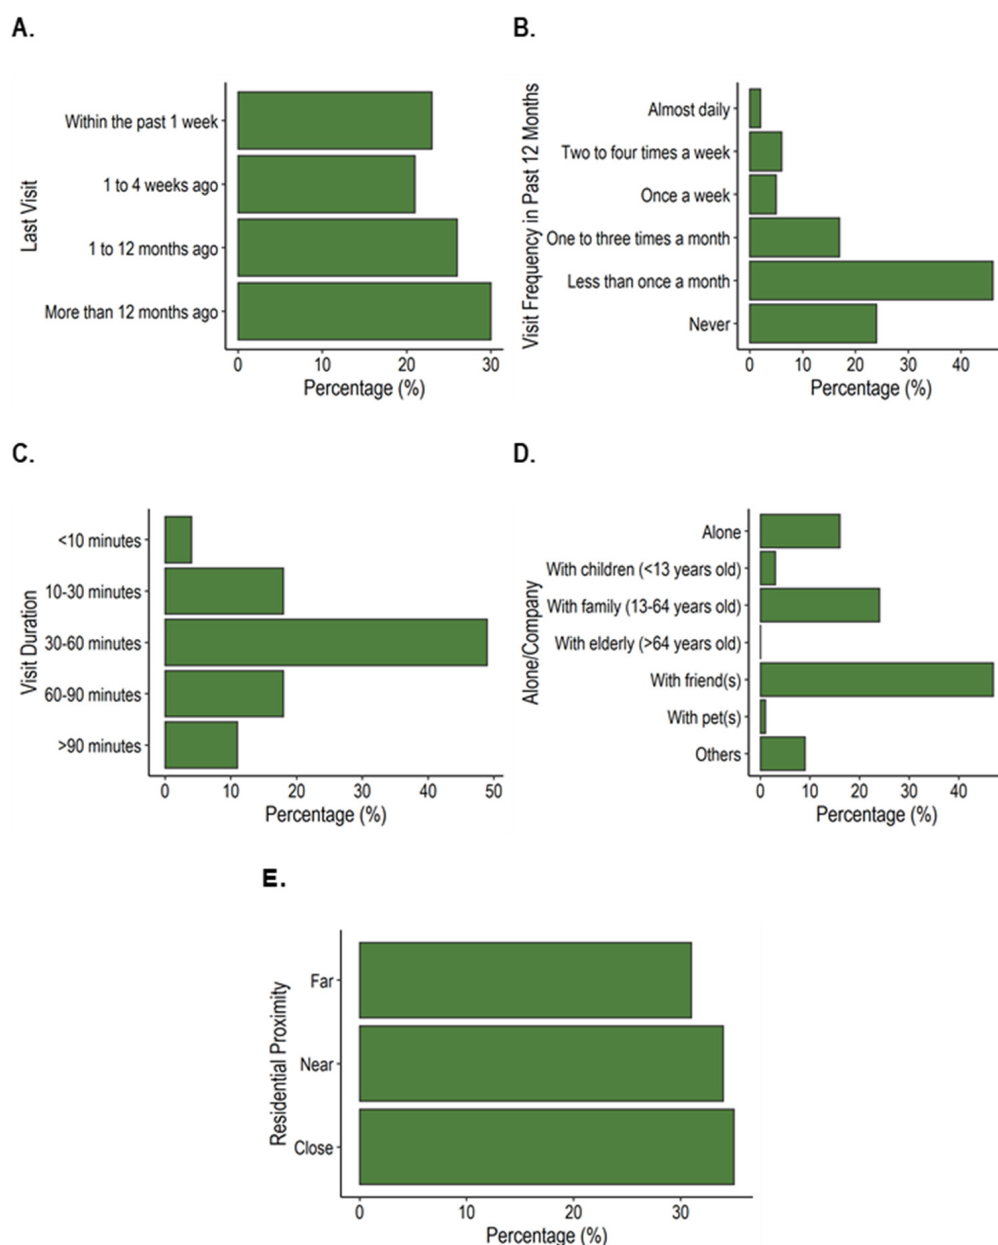 A.
Last Visit
Within the past 1 week
1 to 4 weeks ago
1 to 12 months ago
More than 12 months ago
0 10 20 30
Percentage (%)
B.
Visit Frequency in Past 12 Months
Almost daily
Two to four times a week
Once a week
One to three times a month
Less than once a month
Never
0 10 20 30 40
Percentage (%)
C.
Visit Duration
<10 minutes
10-30 minutes
30-60 minutes
60-90 minutes
>90 minutes
0 10 20 30 40 50
Percentage (%)
D.
Alone/Company
Alone
With children (<13 years old)
With family (13-64 years old)
With elderly (>64 years old)
With friend(s)
With pet(s)
Others
0 10 20 30 40
Percentage (%)
E.
Residential Proximity
Far
Near
Close
0 10 20 30
Percentage (%)